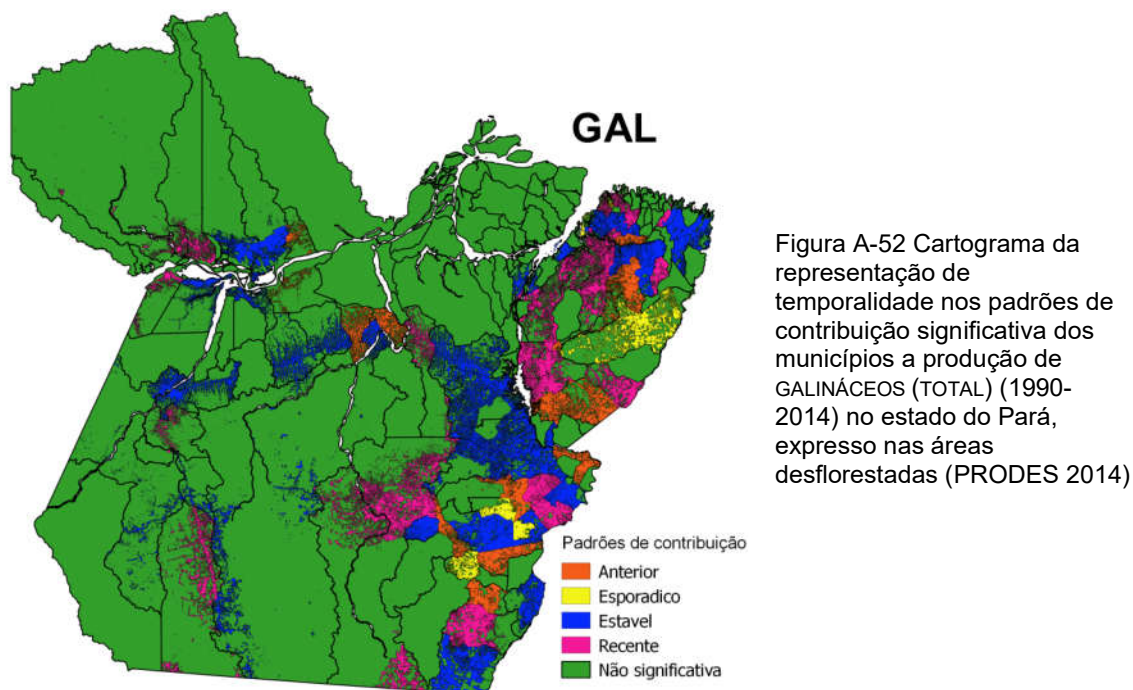 GAL
Figura A-52 Cartograma da
representação de
temporalidade nos padrões de
contribuição significativa dos
municípios a produção de
GALINÁCEOS (TOTAL) (1990-
2014) no estado do Pará,
expresso nas áreas
desflorestadas (PRODES 2014)
Padrões de contribuição
Anterior
Esporadico
Estavel
Recente
Não significativa